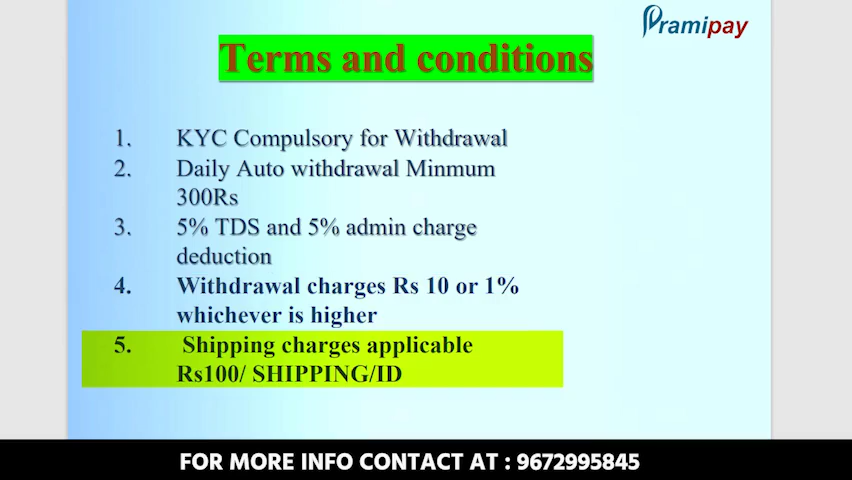 Pramipay
Terms and conditions
1. KYC Compulsory for Withdrawal
2. Daily Auto withdrawal Minmum
300Rs
3. 5% TDS and 5% admin charge
deduction
4. Withdrawal charges Rs 10 or 1%
whichever is higher
5. Shipping charges applicable
Rs100/ SHIPPING/ID
FOR MORE INFO CONTACT AT : 9672995845